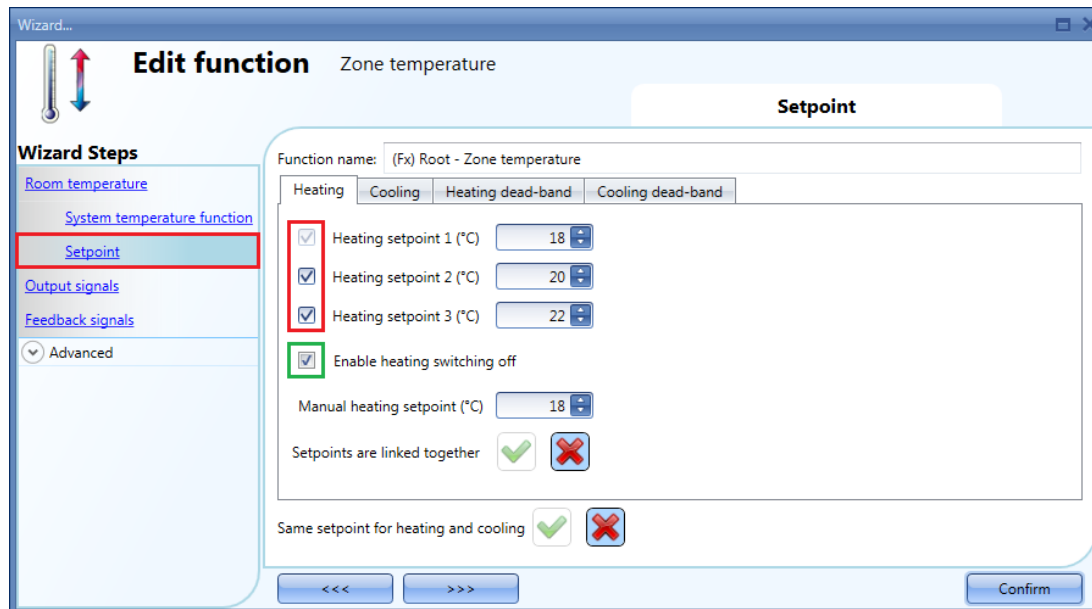 Wizard...
Edit function Zone temperature
Setpoint
Wizard Steps
Room temperature
System temperature function
Setpoint
Output signals
Feedback signals
Advanced
Function name: (Fx) Root - Zone temperature
Heating Cooling Heating dead-band Cooling dead-band
Heating setpoint 1 (°C) 18
Heating setpoint 2 (°C) 20
Heating setpoint 3 (°C) 22
Enable heating switching off
Manual heating setpoint (°C) 18
Setpoints are linked together
Same setpoint for heating and cooling
<<< >>> Confirm